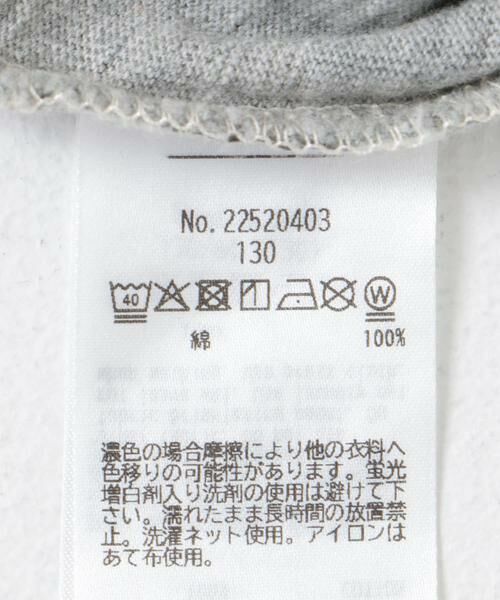 No. 22520403
130
40 W
綿 100%
濃色の場合摩擦により他の衣料へ
色移りの可能性があります。蛍光
増白剤入り洗剤の使用は避けて下
さい。濡れたまま長時間の放置禁
止。洗濯ネット使用。アイロンは
あて布使用。